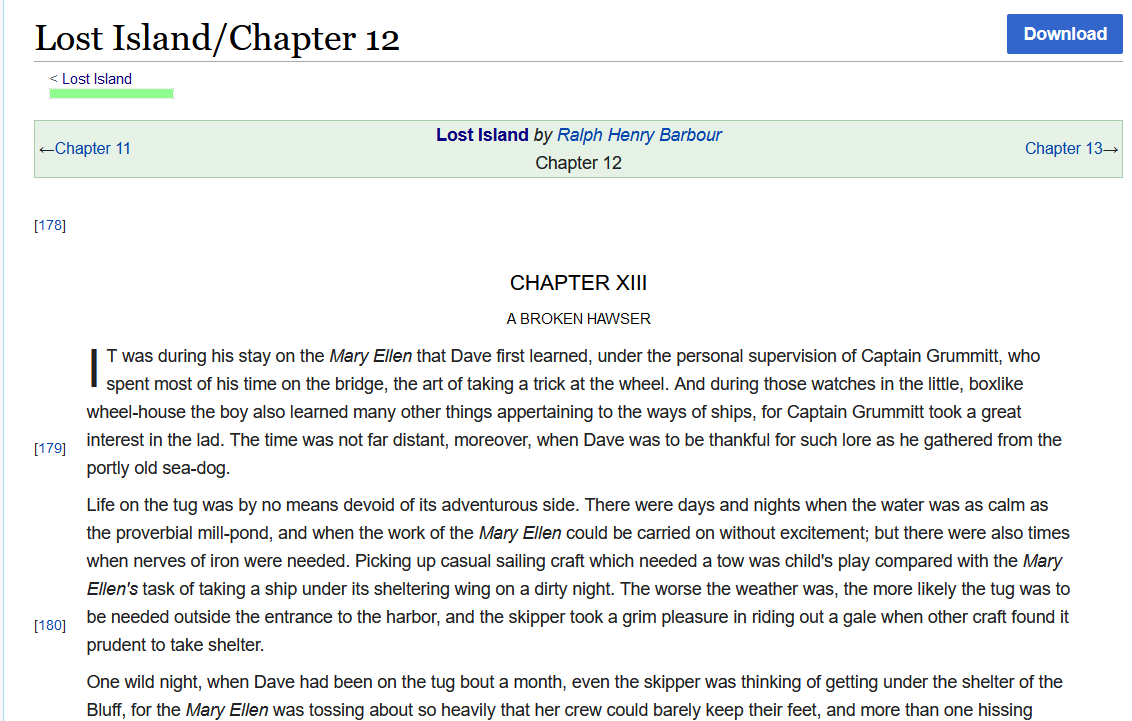 Lost Island/Chapter 12
Download
< Lost Island
←Chapter 11
Lost Island by Ralph Henry Barbour
Chapter 12
Chapter 13→
[178]
CHAPTER XIII
A BROKEN HAWSER
IT was during his stay on the Mary Ellen that Dave first learned, under the personal supervision of Captain Grummitt, who
spent most of his time on the bridge, the art of taking a trick at the wheel. And during those watches in the little, boxlike
wheel-house the boy also learned many other things appertaining to the ways of ships, for Captain Grummitt took a great
[179] interest in the lad. The time was not far distant, moreover, when Dave was to be thankful for such lore as he gathered from the
portly old sea-dog.
Life on the tug was by no means devoid of its adventurous side. There were days and nights when the water was as calm as
the proverbial mill-pond, and when the work of the Mary Ellen could be carried on without excitement; but there were also times
when nerves of iron were needed. Picking up casual sailing craft which needed a tow was child's play compared with the Mary
Ellen's task of taking a ship under its sheltering wing on a dirty night. The worse the weather was, the more likely the tug was to
[180] be needed outside the entrance to the harbor, and the skipper took a grim pleasure in riding out a gale when other craft found it
prudent to take shelter.
One wild night, when Dave had been on the tug bout a month, even the skipper was thinking of getting under the shelter of the
Bluff, for the Mary Ellen was tossing about so heavily that her crew could barely keep their feet, and more than one hissing